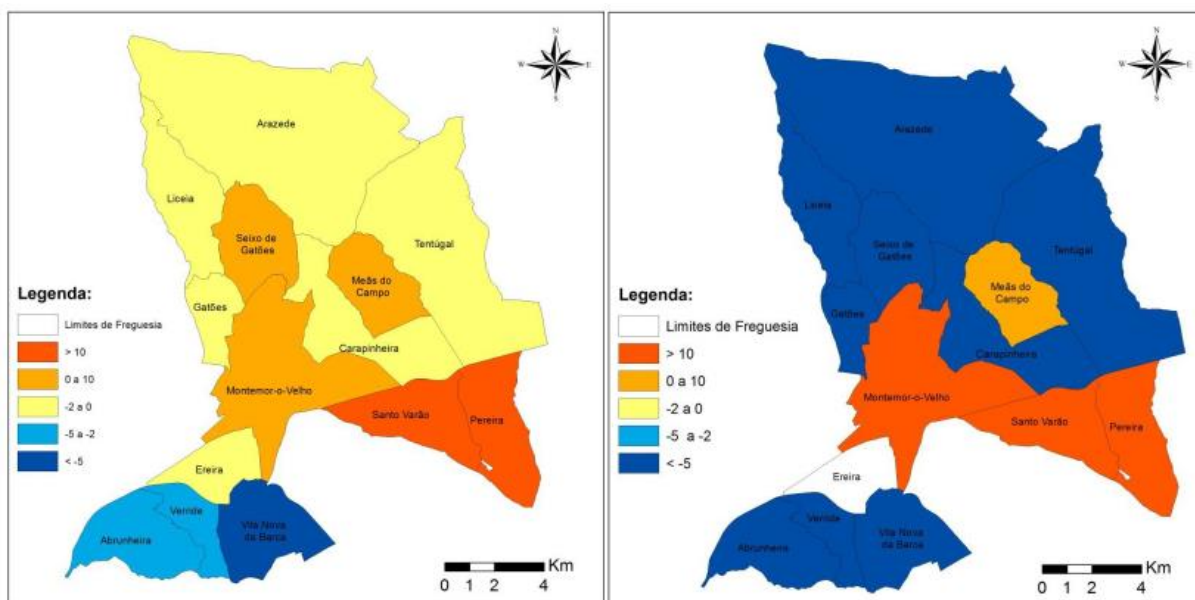 N
W
E
S
Arazede
Liceia
Seixo de
Gatões
Tentúgal
Meãs do
Campo
Gatões
Carapinheira
Montemor-o-Velho
Santo Varão
Pereira
Ereira
Verride
Abrunheira
Vila Nova
da Barca
Legenda:
Limites de Freguesia
> 10
0 a 10
-2 a 0
-5 a -2
< -5
Km
0 1 2 4
N
W
E
S
Arazede
Liceia
Seixo de
Gatões
Tentúgal
Meãs do
Campo
Gatões
Carapinheira
Montemor-o-Velho
Santo Varão
Pereira
Ereira
Verride
Abrunheira
Vila Nova
da Barca
Legenda:
Limites de Freguesia
> 10
0 a 10
-2 a 0
-5 a -2
< -5
Km
0 1 2 4